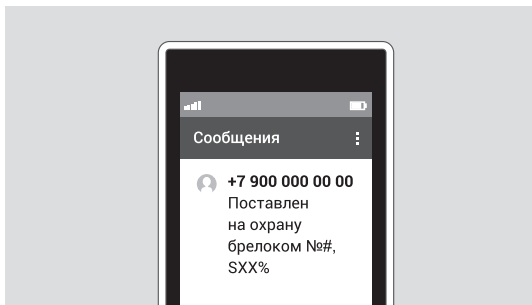 Сообщения
+7 900 000 00 00
Поставлен
на охрану
брелоком №#,
SXX%